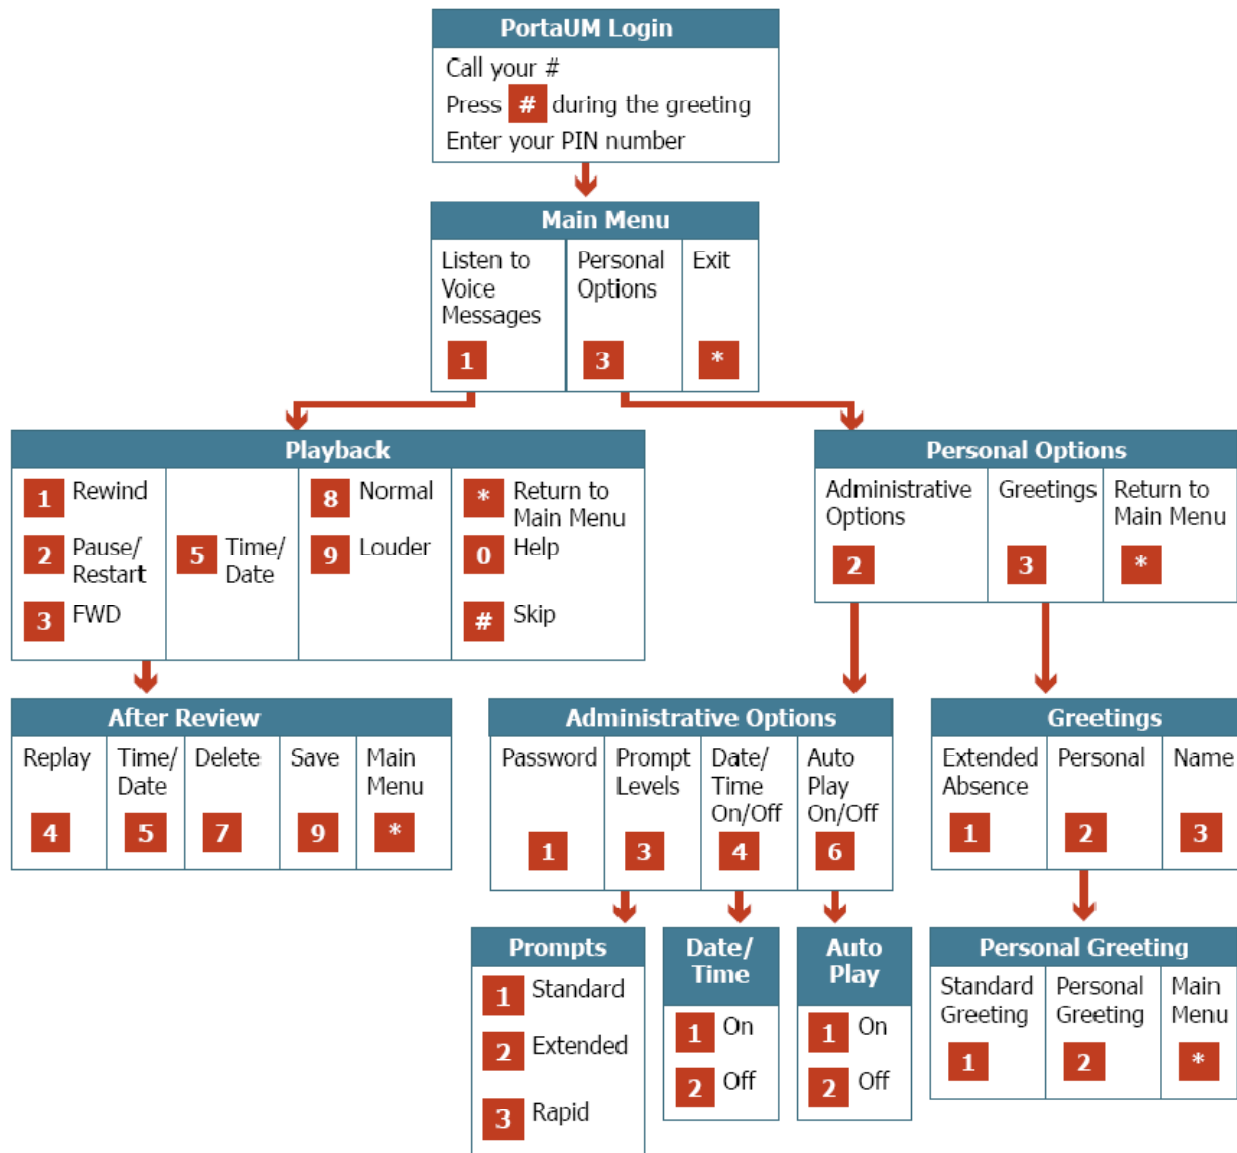 PortaUM Login
Call your #
Press # during the greeting
Enter your PIN number
Main Menu
Listen to
Voice
Messages
1
Personal
Options
3
Exit
*
Playback
1 Rewind
2 Pause/
Restart
3 FWD
5 Time/
Date
8 Normal
9 Louder
* Return to
Main Menu
0 Help
# Skip
Personal Options
Administrative
Options
2
Greetings
3
Return to
Main Menu
*
After Review
Replay
4
Time/
Date
5
Delete
7
Save
9
Main
Menu
*
Administrative Options
Password
1
Prompt
Levels
3
Date/
Time
On/Off
4
Auto
Play
On/Off
6
Greetings
Extended
Absence
1
Personal
2
Name
3
Prompts
1 Standard
2 Extended
3 Rapid
Date/
Time
1 On
2 Off
Auto
Play
1 On
2 Off
Personal Greeting
Standard
Greeting
1
Personal
Greeting
2
Main
Menu
*